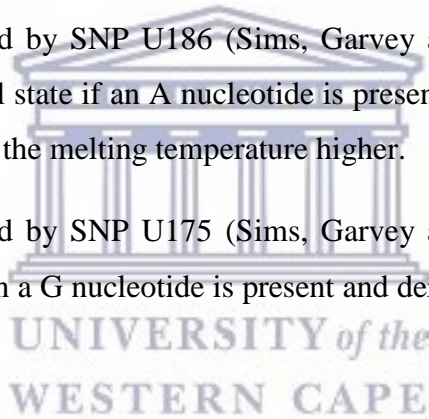 d by SNP U186 (Sims, Garvey a
l state if an A nucleotide is presen
the melting temperature higher.
d by SNP U175 (Sims, Garvey a
n a G nucleotide is present and de
UNIVERSITY of the
WESTERN CAPE